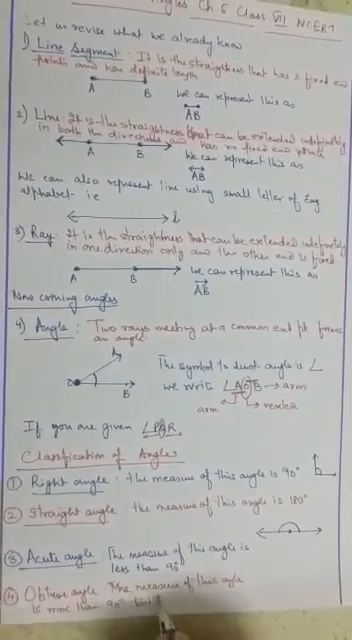 Angles Ch 5 Class VII NCERT
Let us revise what we already know
1) Line Segment : It is the straightness that has 2 fixed end
points and has definite length
A B
We can represent this as
AB
2) Line : It is the straightness that can be extended indefinitely
in both the directions and has no fixed end points
A B
We can represent this as
AB
We can also represent line using small letter of Eng
alphabet - i.e
l
3) Ray : It is the straightness that can be extended indefinitely
in one direction only and the other end is fixed
A B
We can represent this as
AB
Now coming angles
4) Angle : Two rays meeting at a common end pt forms
an angle.
A
O
B
The symbol to denot angle is ∠
we write ∠AOB → arm
arm ← → vertex
If you are given ∠PQR
Classification of Angles
① Right angle : the measure of this angle is 90°
② Straight angle : the measure of this angle is 180°
③ Acute angle : The measure of this angle is
less than 90°
④ Obtuse angle : The measure of this agle
is more than 90° but